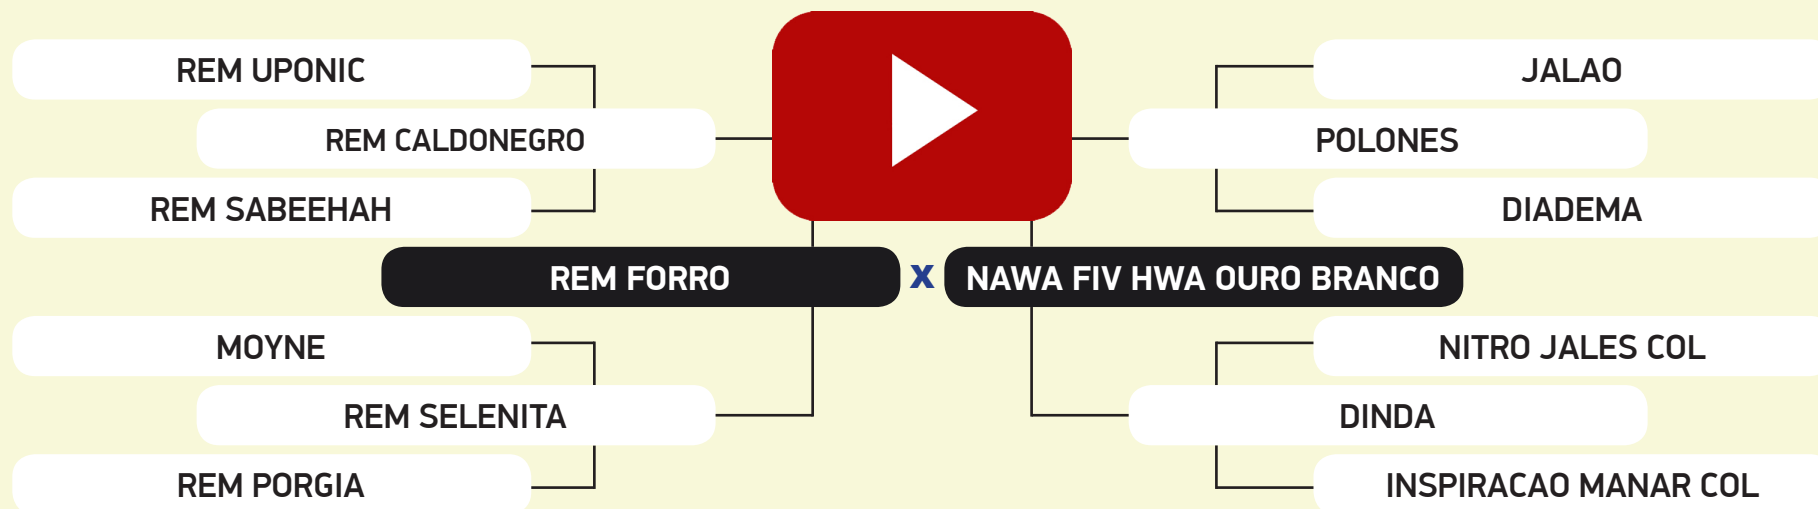 REM UPONIC
JALAO
REM CALDONEGRO
POLONES
REM SABEEHAH
DIADEMA
REM FORRO x NAWA FIV HWA OURO BRANCO
MOYNE
NITRO JALES COL
REM SELENITA
DINDA
REM PORGIA
INSPIRACAO MANAR COL